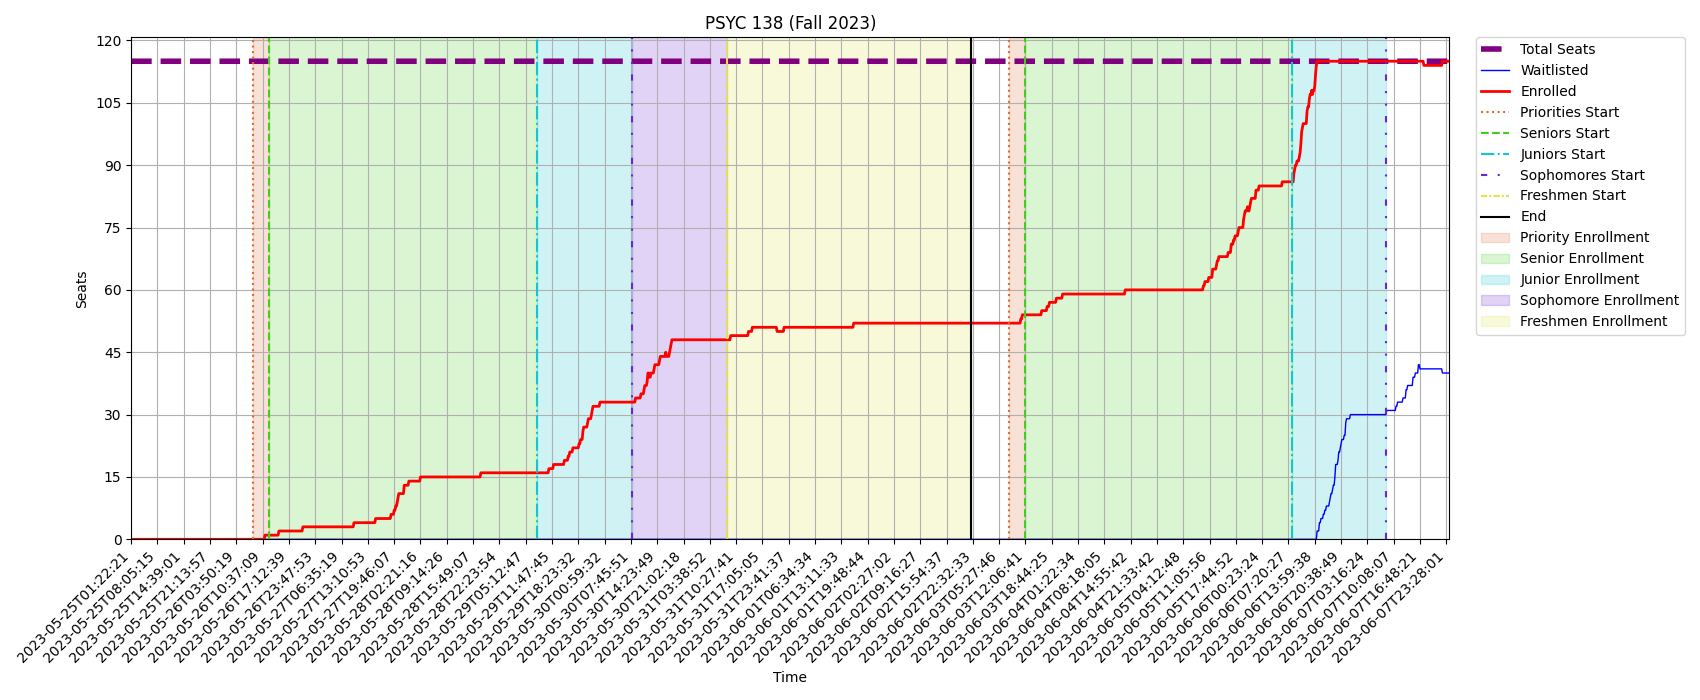 PSYC 138 (Fall 2023)
Seats
120
105
90
75
60
45
30
15
0
2023-05-25T01:22:21
2023-05-25T08:05:15
2023-05-25T14:39:01
2023-05-25T21:13:57
2023-05-26T03:50:19
2023-05-26T10:37:09
2023-05-26T17:12:39
2023-05-26T23:47:53
2023-05-27T06:35:19
2023-05-27T13:10:53
2023-05-27T19:46:07
2023-05-28T02:21:16
2023-05-28T09:14:26
2023-05-28T15:49:07
2023-05-28T22:23:54
2023-05-29T05:12:47
2023-05-29T11:47:45
2023-05-29T18:23:32
2023-05-30T00:59:32
2023-05-30T07:45:51
2023-05-30T14:23:49
2023-05-30T21:02:18
2023-05-31T03:38:52
2023-05-31T10:27:41
2023-05-31T17:05:05
2023-05-31T23:41:37
2023-06-01T06:34:34
2023-06-01T13:11:33
2023-06-01T19:48:44
2023-06-02T02:27:02
2023-06-02T09:16:27
2023-06-02T15:54:37
2023-06-02T22:32:33
2023-06-03T05:27:46
2023-06-03T12:06:41
2023-06-03T18:44:25
2023-06-04T01:22:34
2023-06-04T08:18:05
2023-06-04T14:55:42
2023-06-04T21:33:42
2023-06-05T04:12:48
2023-06-05T11:05:56
2023-06-05T17:44:52
2023-06-06T00:23:24
2023-06-06T07:20:27
2023-06-06T13:59:38
2023-06-06T20:38:49
2023-06-07T03:16:24
2023-06-07T10:08:07
2023-06-07T16:48:21
2023-06-07T23:28:01
Time
Total Seats
Waitlisted
Enrolled
Priorities Start
Seniors Start
Juniors Start
Sophomores Start
Freshmen Start
End
Priority Enrollment
Senior Enrollment
Junior Enrollment
Sophomore Enrollment
Freshmen Enrollment